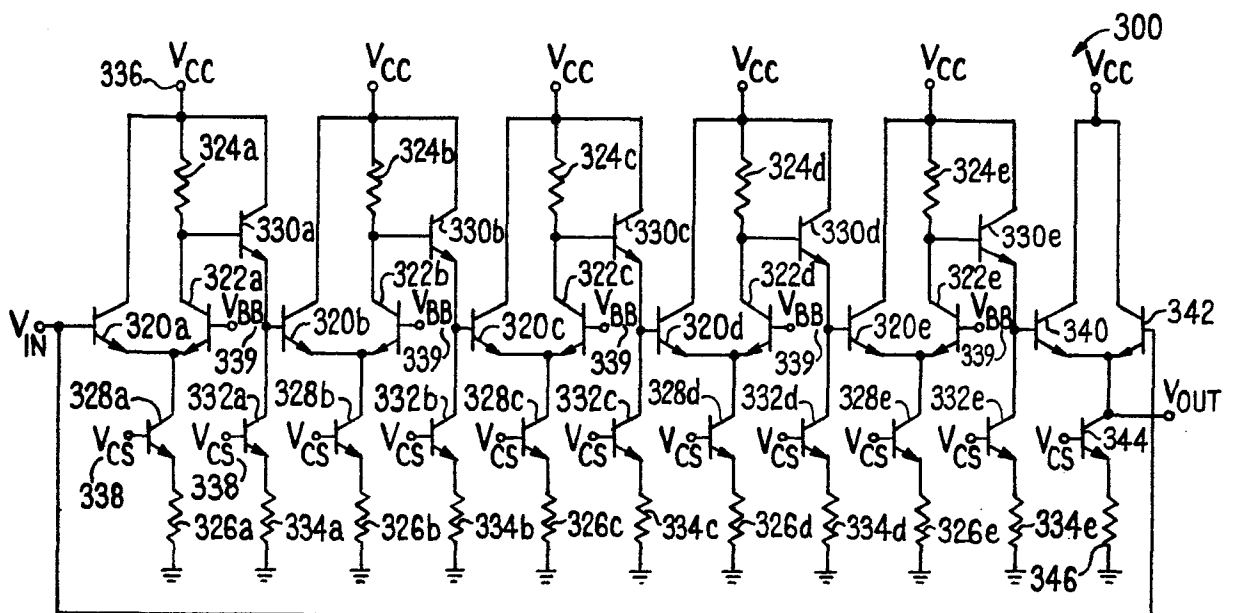 300
VCC VCC VCC VCC VCC VCC
336
324a 324b 324c 324d 324e
330a 330b 330c 330d 330e
322a 322b 322c 322d 322e
VBB VBB VBB VBB VBB
342
VIN
320a 320b 320c 320d 320e 340
339 339 339 339 339
328a 332a 328b 332b 328c 332c 328d 332d 328e 332e
VOUT
344
VCS VCS VCS VCS VCS VCS VCS VCS VCS VCS VCS
338 338
326a 334a 326b 334b 326c 334c 326d 334d 326e 334e
346